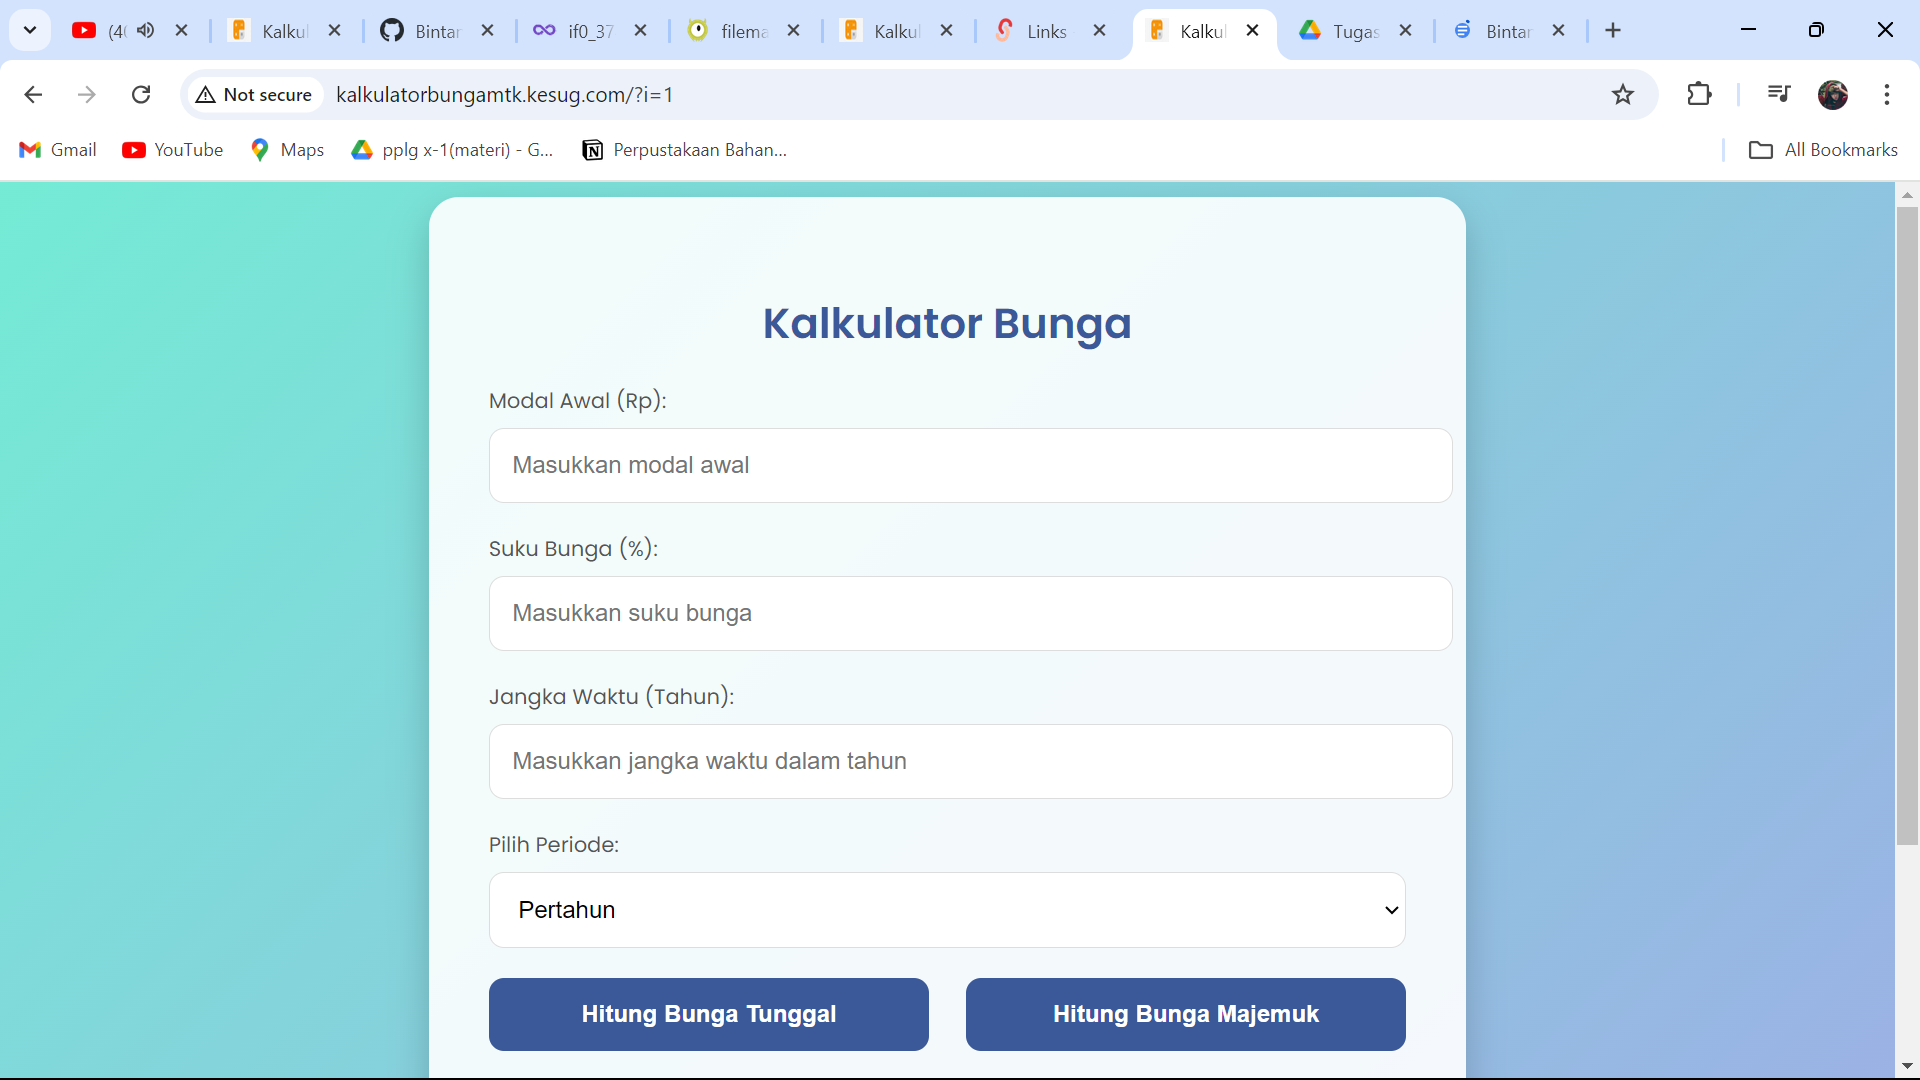 (40
Kalkul
Bintar
if0_37
filema
Kalkul
Links
Kalkul
Tugas
Bintar
Not secure
kalkulatorbungamtk.kesug.com/?i=1
Gmail
YouTube
Maps
pplg x-1(materi) - G...
Perpustakaan Bahan...
All Bookmarks
Kalkulator Bunga
Modal Awal (Rp):
Masukkan modal awal
Suku Bunga (%):
Masukkan suku bunga
Jangka Waktu (Tahun):
Masukkan jangka waktu dalam tahun
Pilih Periode:
Pertahun
Hitung Bunga Tunggal
Hitung Bunga Majemuk